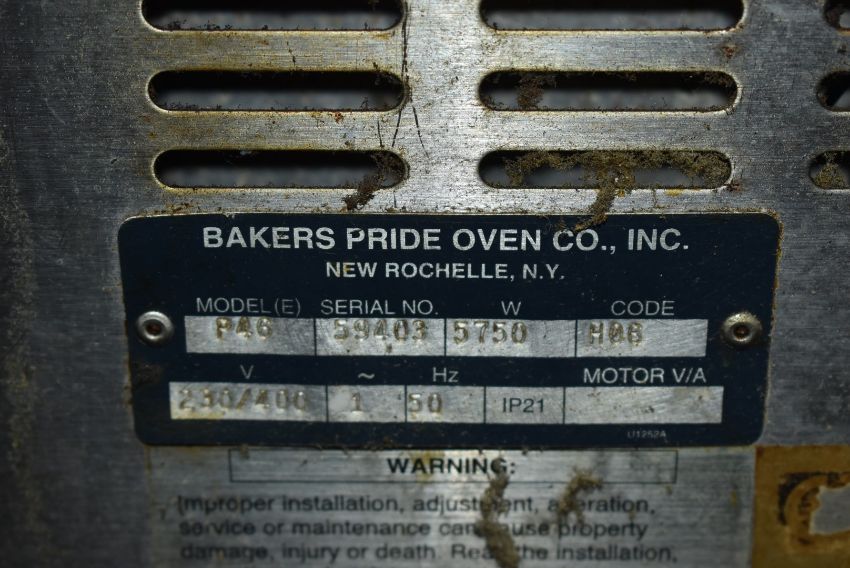 BAKERS PRIDE OVEN CO., INC.
NEW ROCHELLE, N.Y.
MODEL(E) SERIAL NO. W CODE
P46 59403 5750 H06
V ~ Hz MOTOR V/A
230/400 1 50 IP21
U1252A
WARNING:
Improper installation, adjustment, alteration,
service or maintenance can cause property
damage, injury or death. Read the installation,